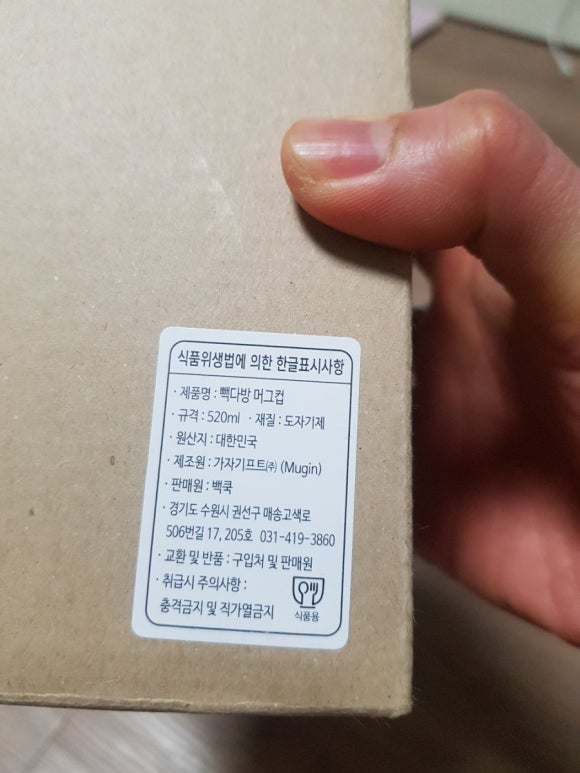 식품위생법에 의한 한글표시사항
· 제품명 : 빽다방 머그컵
· 규격 : 520ml · 재질 : 도자기제
· 원산지 : 대한민국
· 제조원 : 가자기프트㈜ (Mugin)
· 판매원 : 백쿡
· 경기도 수원시 권선구 매송고색로
506번길 17, 205호 031-419-3860
· 교환 및 반품 : 구입처 및 판매원
· 취급시 주의사항 :
충격금지 및 직가열금지
식품용